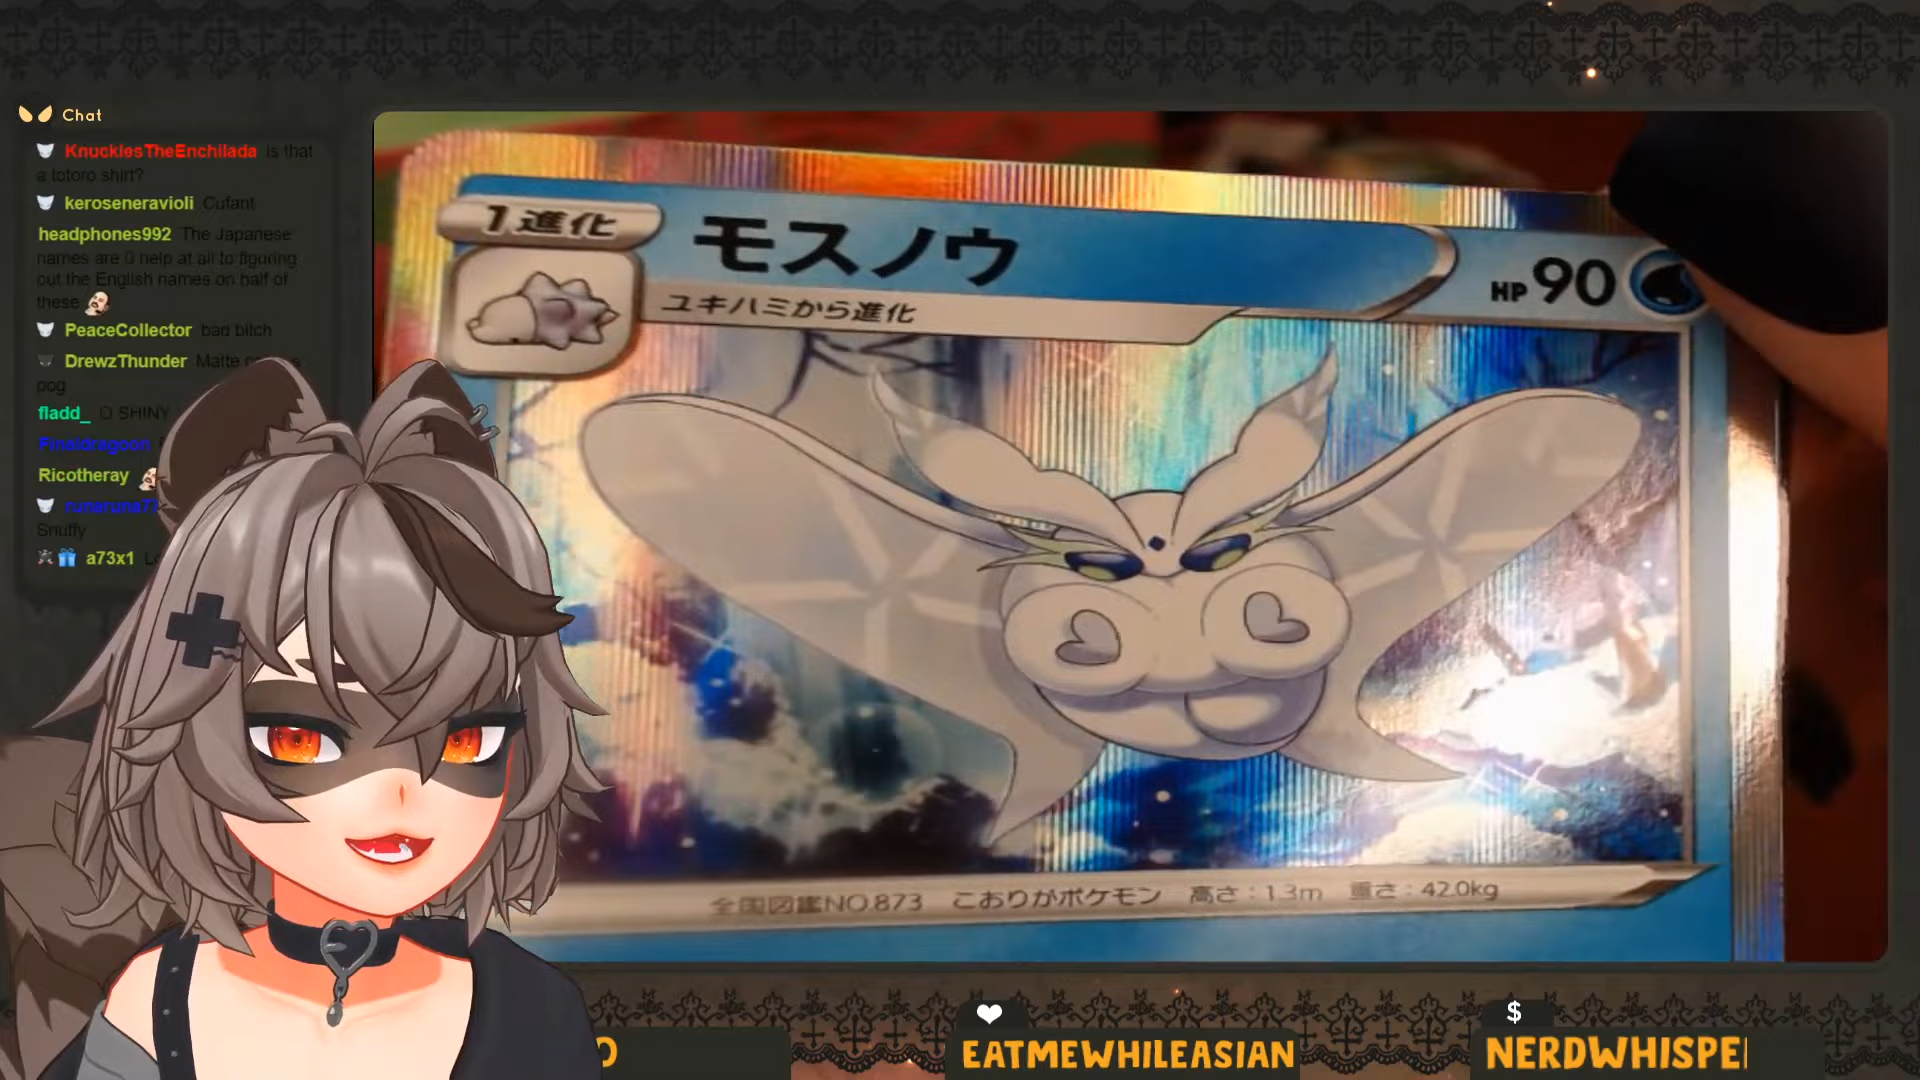 Chat
KnucklesTheEnchilada is that
a totoro shirt?
keroseneravioli Cufant
headphones992 The Japanese
names are 0 help at all to figuring
out the English names on half of
these
PeaceCollector bad bitch
DrewzThunder Matte
pog
fladd_ O SHINY
Finaldragoon
Ricotheray
runaruna77
Snuffy
a73x1
1進化
モスノウ
HP90
ユキハミから進化
全国図鑑NO.873 こおりがポケモン 高さ:1.3m 重さ:42.0kg
EATMEWHILEASIAN
$
NERDWHISPE